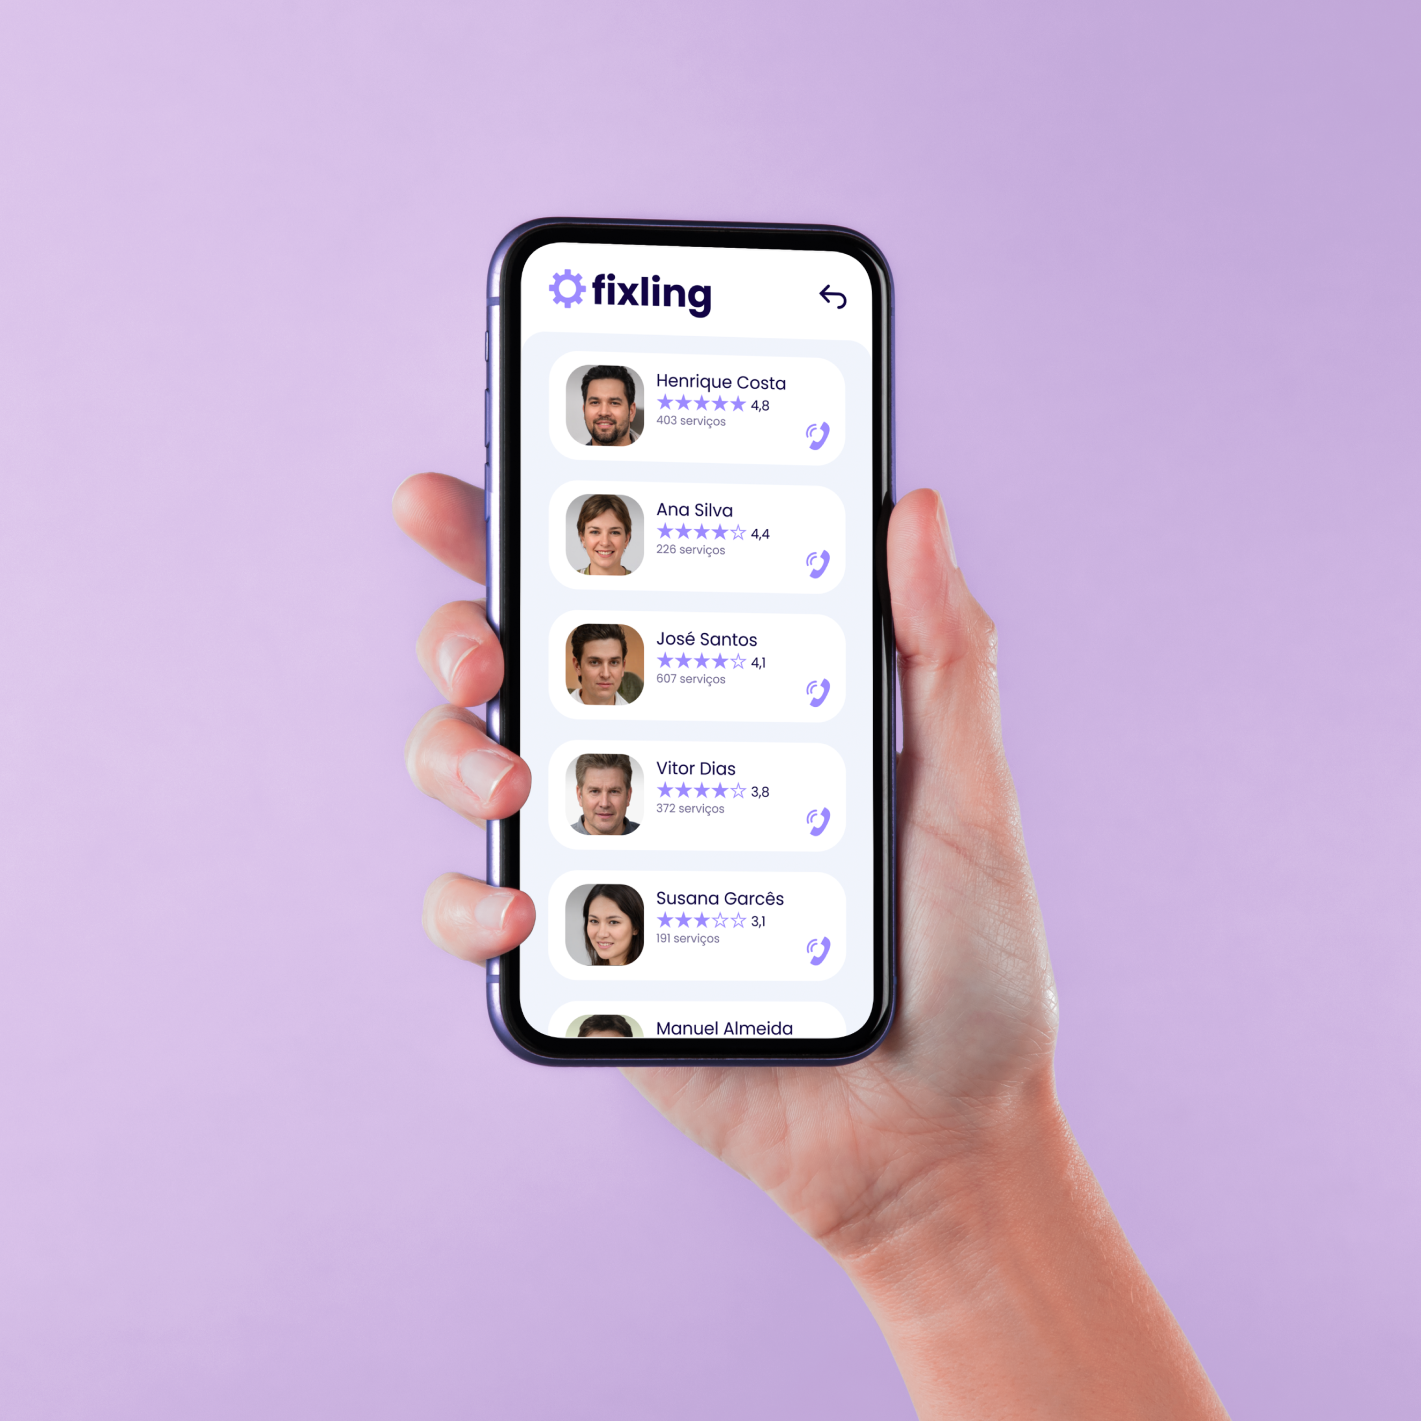 fixling
Henrique Costa
★★★★★ 4,8
403 serviços
Ana Silva
★★★★☆ 4,4
226 serviços
José Santos
★★★★☆ 4,1
607 serviços
Vitor Dias
★★★★☆ 3,8
372 serviços
Susana Garcês
★★★☆☆ 3,1
191 serviços
Manuel Almeida